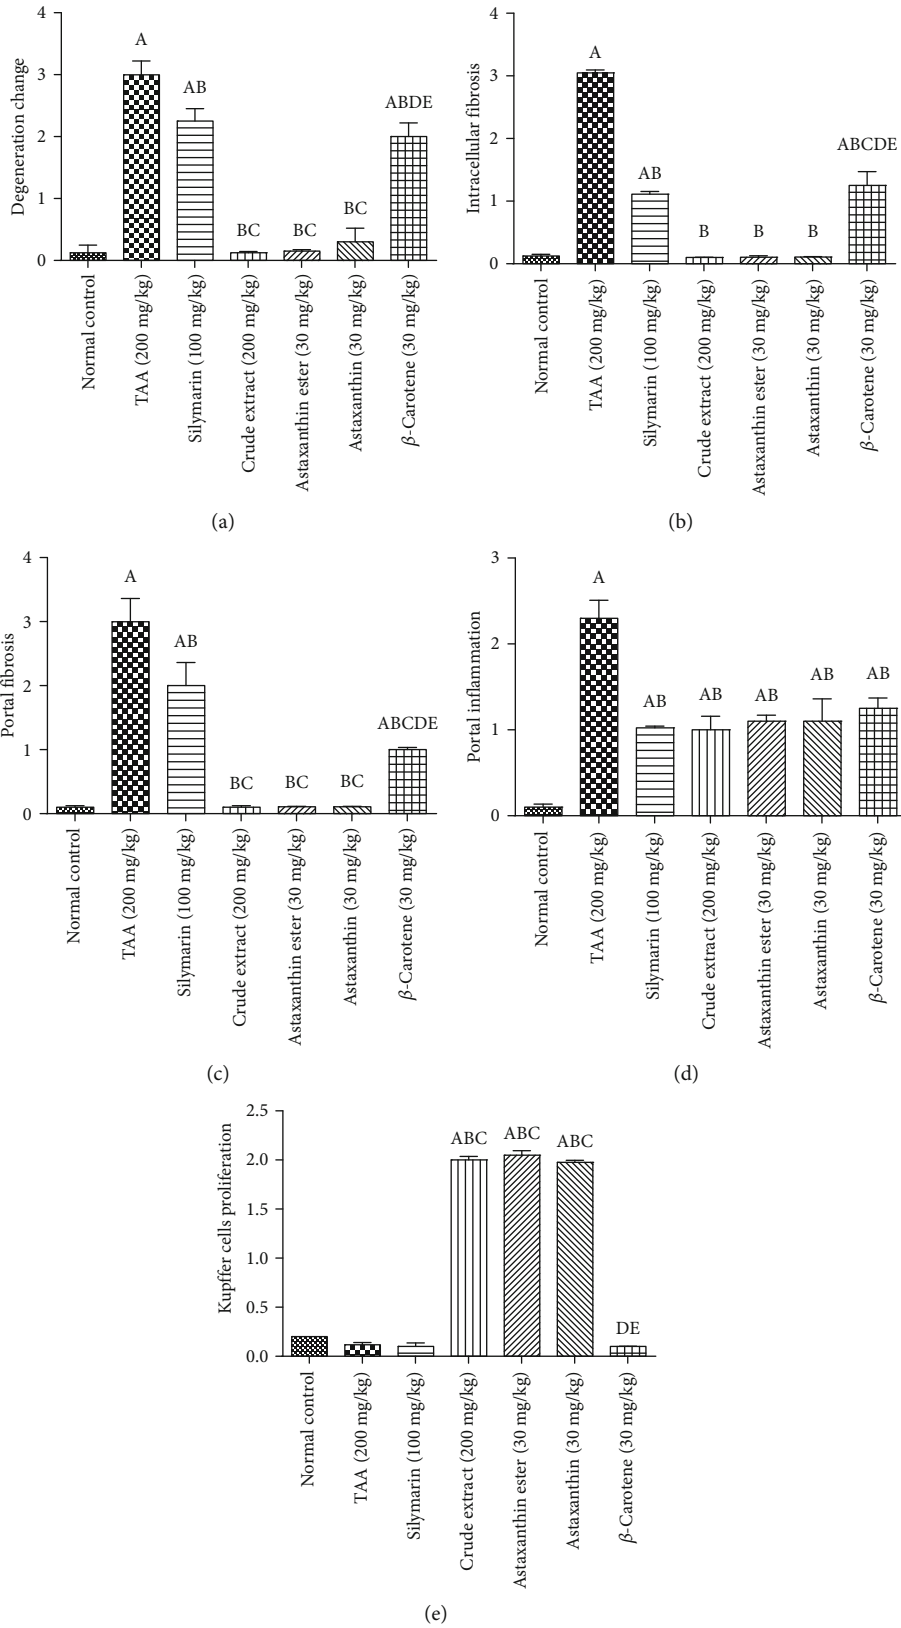 4
3
2
1
0
Degeneration change
A
AB
BC
BC
BC
ABDE
Normal control
TAA (200 mg/kg)
Silymarin (100 mg/kg)
Crude extract (200 mg/kg)
Astaxanthin ester (30 mg/kg)
Astaxanthin (30 mg/kg)
β-Carotene (30 mg/kg)
(a)
4
3
2
1
0
Intracellular fibrosis
A
AB
B
B
B
ABCDE
Normal control
TAA (200 mg/kg)
Silymarin (100 mg/kg)
Crude extract (200 mg/kg)
Astaxanthin ester (30 mg/kg)
Astaxanthin (30 mg/kg)
β-Carotene (30 mg/kg)
(b)
4
3
2
1
0
Portal fibrosis
A
AB
BC
BC
BC
ABCDE
Normal control
TAA (200 mg/kg)
Silymarin (100 mg/kg)
Crude extract (200 mg/kg)
Astaxanthin ester (30 mg/kg)
Astaxanthin (30 mg/kg)
β-Carotene (30 mg/kg)
(c)
3
2
1
0
Portal inflammation
A
AB
AB
AB
AB
AB
Normal control
TAA (200 mg/kg)
Silymarin (100 mg/kg)
Crude extract (200 mg/kg)
Astaxanthin ester (30 mg/kg)
Astaxanthin (30 mg/kg)
β-Carotene (30 mg/kg)
(d)
2.5
2.0
1.5
1.0
0.5
0.0
Kupffer cells proliferation
ABC
ABC
ABC
DE
Normal control
TAA (200 mg/kg)
Silymarin (100 mg/kg)
Crude extract (200 mg/kg)
Astaxanthin ester (30 mg/kg)
Astaxanthin (30 mg/kg)
β-Carotene (30 mg/kg)
(e)